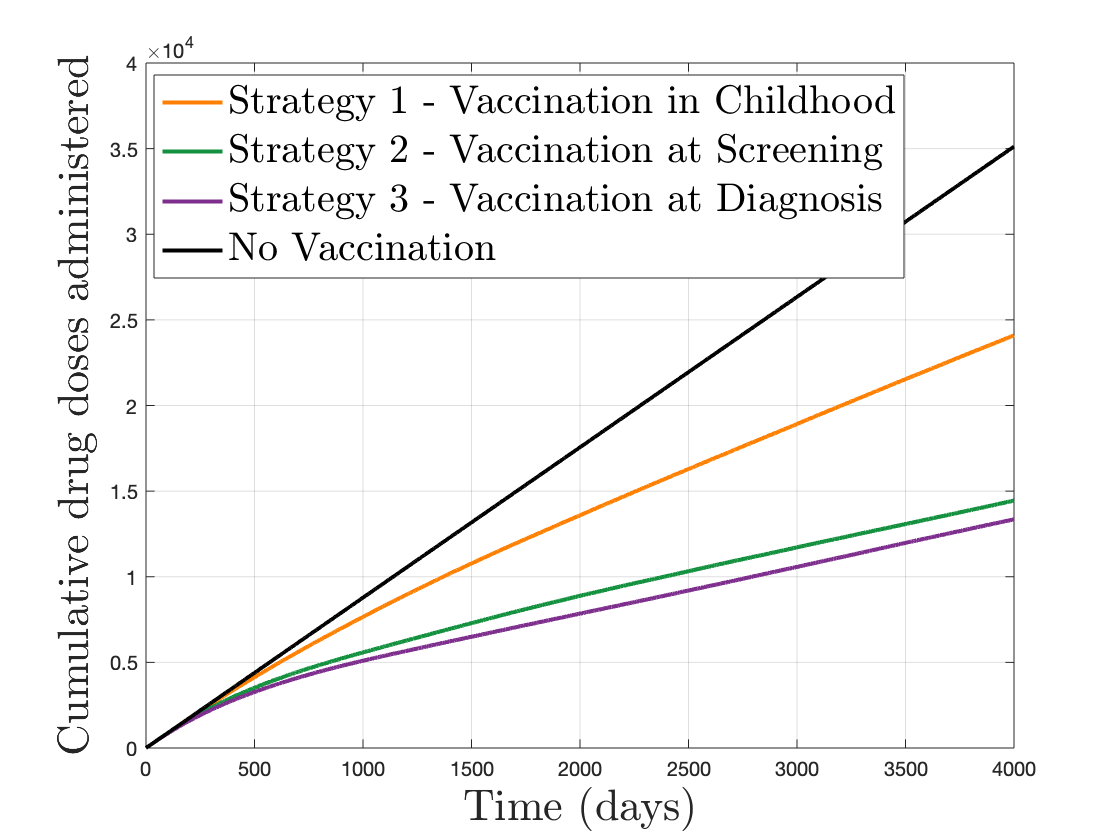 ×10⁴
4
3.5
3
2.5
2
1.5
1
0.5
0
Cumulative drug doses administered
Strategy 1 - Vaccination in Childhood
Strategy 2 - Vaccination at Screening
Strategy 3 - Vaccination at Diagnosis
No Vaccination
0 500 1000 1500 2000 2500 3000 3500 4000
Time (days)